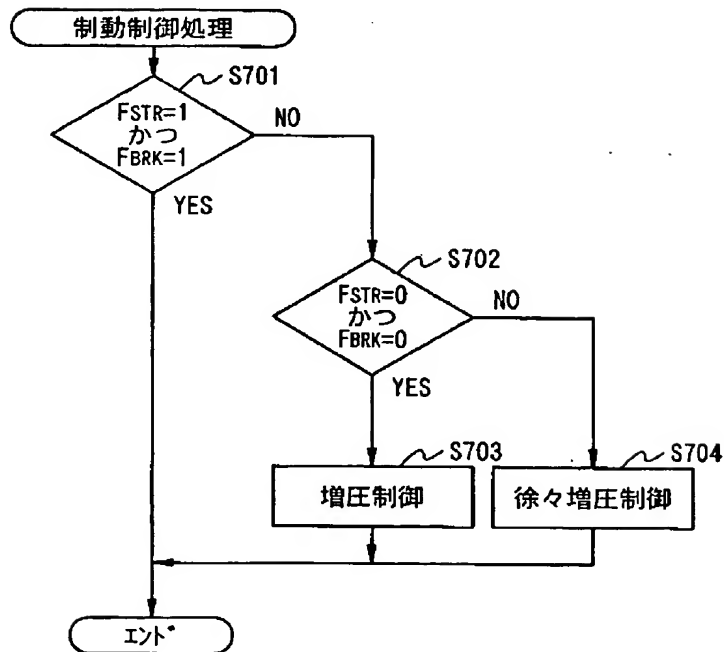 制動制御処理
S701
FSTR=1
かつ
FBRK=1
NO
YES
S702
FSTR=0
かつ
FBRK=0
NO
YES
S703
増圧制御
S704
徐々増圧制御
エンド